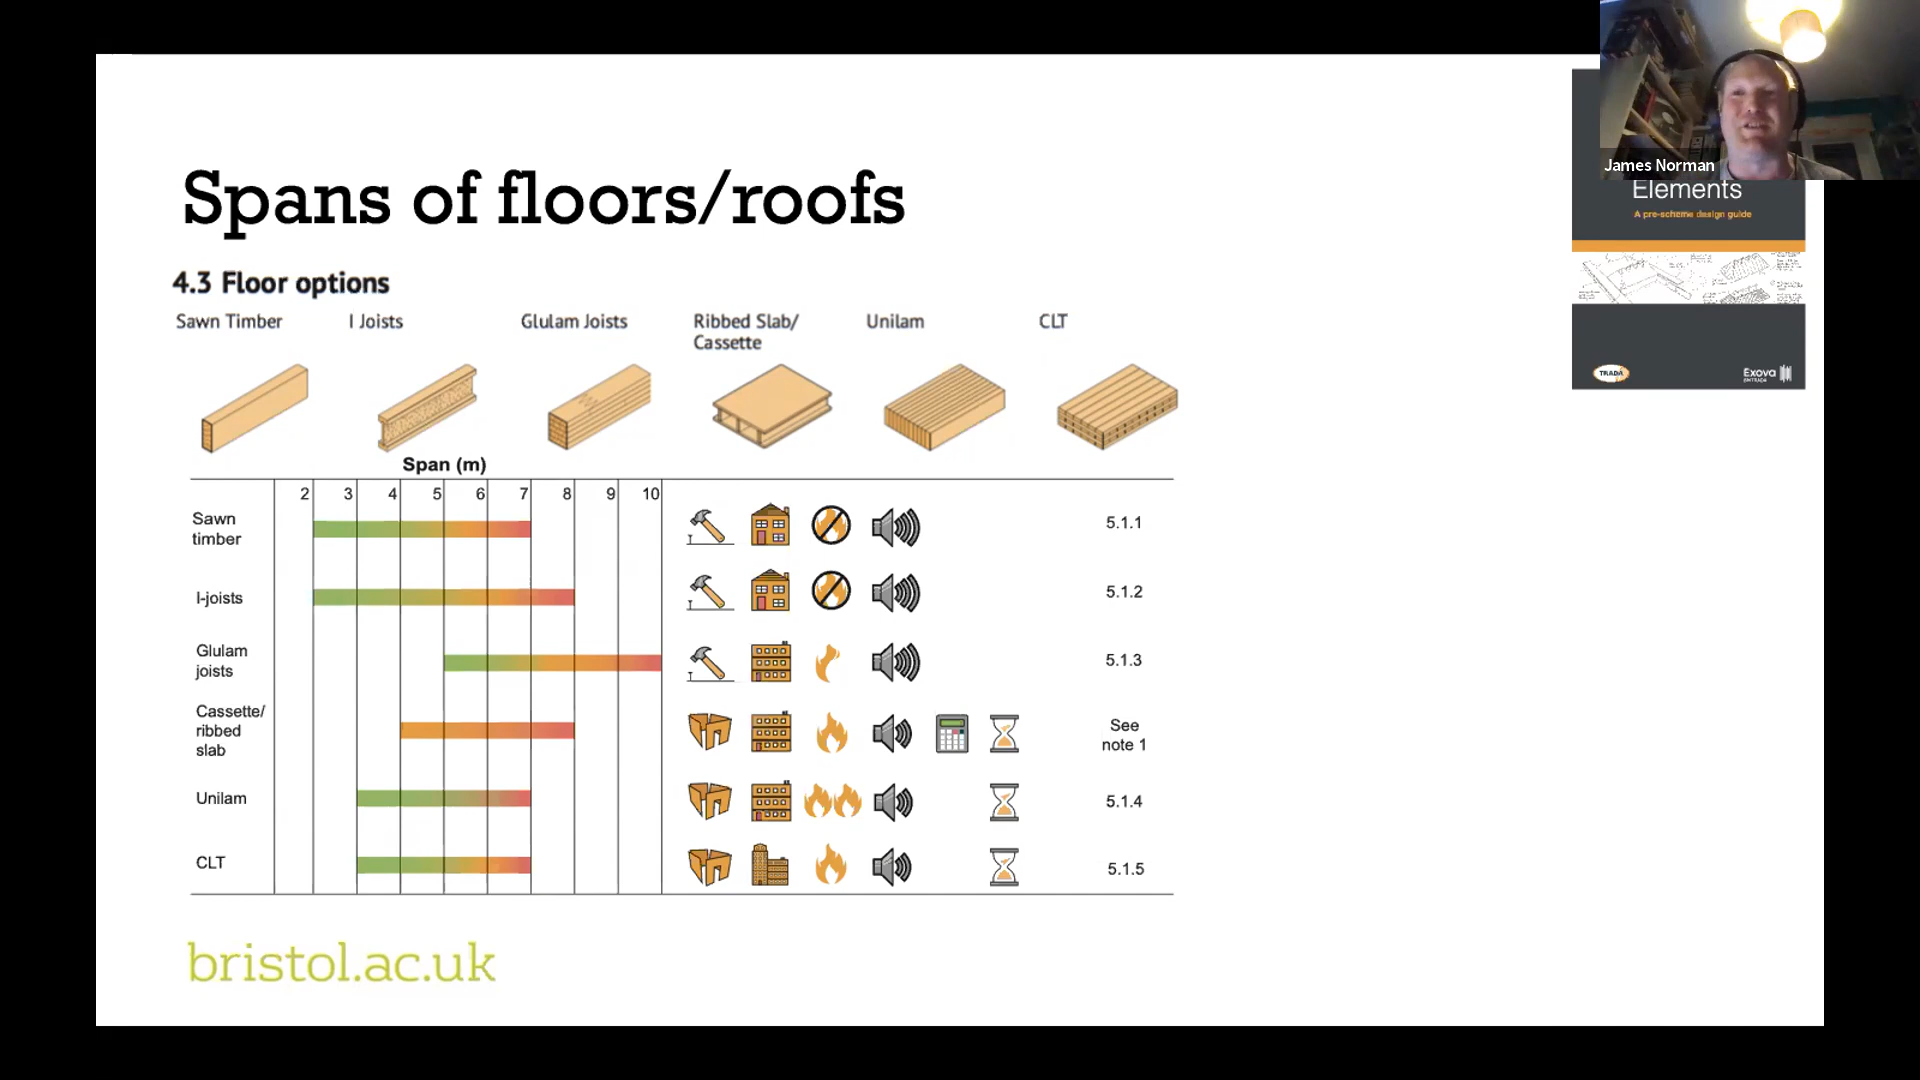 James Norman
Spans of floors/roofs
Elements
A pre-scheme design guide
TRADA
Exova
BM TRADA
4.3 Floor options
Sawn Timber
I Joists
Glulam Joists
Ribbed Slab/
Cassette
Unilam
CLT
Span (m)
2 3 4 5 6 7 8 9 10
Sawn
timber
5.1.1
I-joists
5.1.2
Glulam
joists
5.1.3
Cassette/
ribbed
slab
See
note 1
Unilam
5.1.4
CLT
5.1.5
bristol.ac.uk